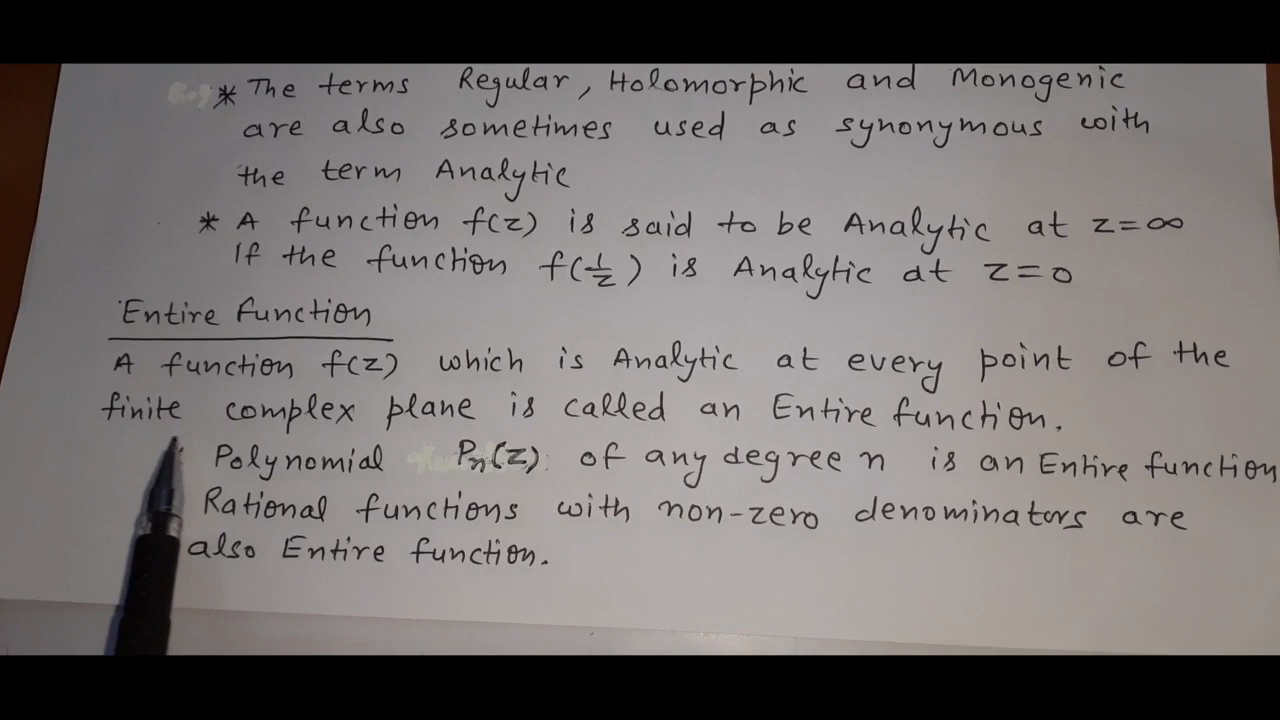 * The terms Regular, Holomorphic and Monogenic
are also sometimes used as synonymous with
the term Analytic
* A function f(z) is said to be Analytic at z=∞
If the function f(1/z) is Analytic at z=0
Entire function
A function f(z) which is Analytic at every point of the
finite complex plane is called an Entire function.
Polynomial Pn(z) of any degree n is an Entire function
Rational functions with non-zero denominators are
also Entire function.